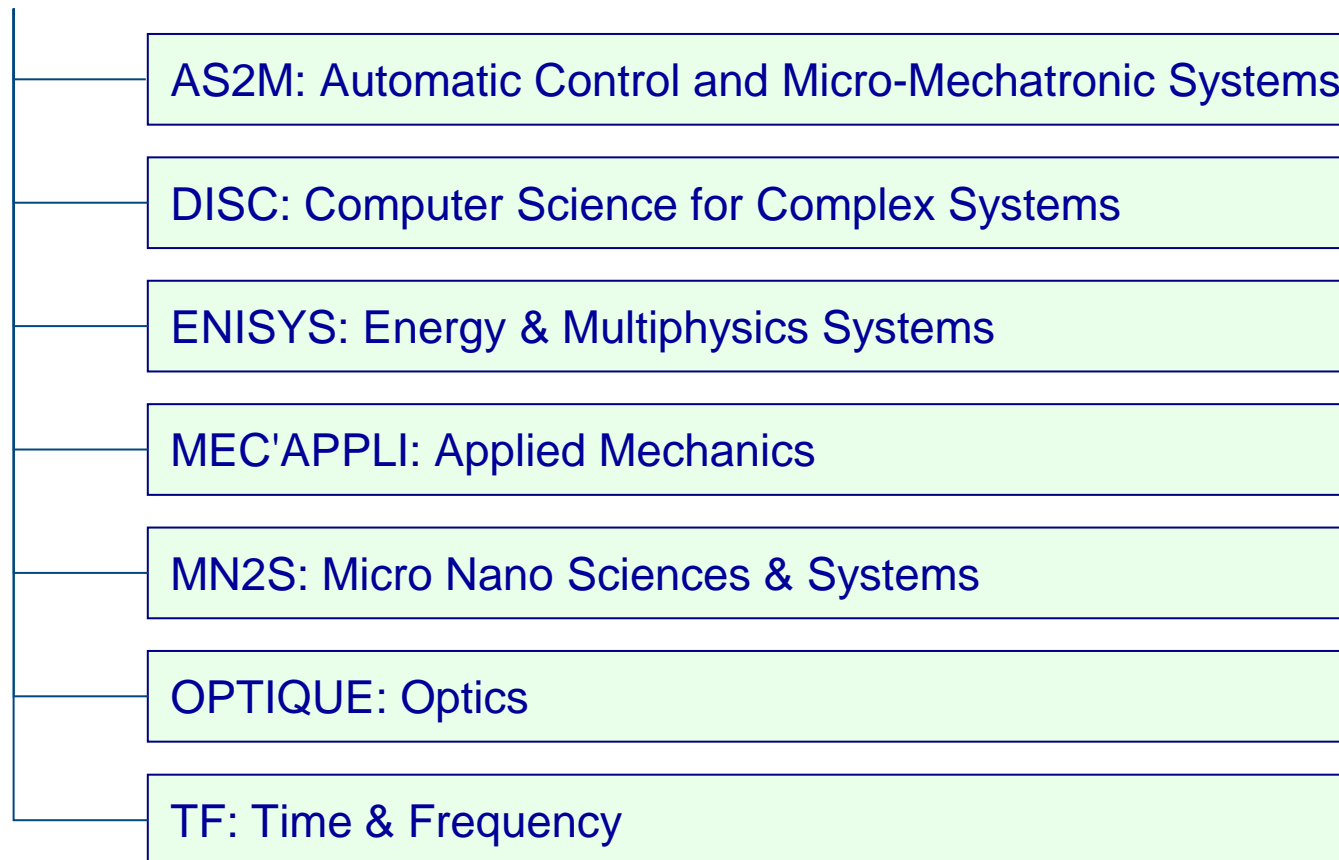 AS2M: Automatic Control and Micro-Mechatronic Systems
DISC: Computer Science for Complex Systems
ENISYS: Energy & Multiphysics Systems
MEC'APPLI: Applied Mechanics
MN2S: Micro Nano Sciences & Systems
OPTIQUE: Optics
TF: Time & Frequency